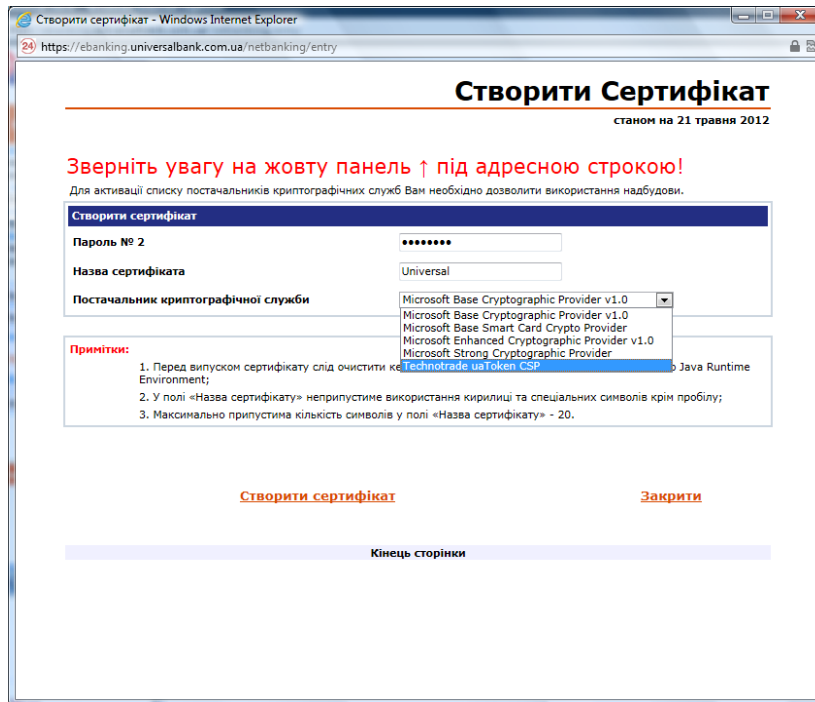 Створити сертифікат - Windows Internet Explorer
24 https://ebanking.universalbank.com.ua/netbanking/entry
Створити Сертифікат
станом на 21 травня 2012
Зверніть увагу на жовту панель ↑ під адресною строкою!
Для активації списку постачальників криптографічних служб Вам необхідно дозволити використання надбудови.
Створити сертифікат
Пароль № 2 ••••••••
Назва сертифіката Universal
Постачальник криптографічної служби Microsoft Base Cryptographic Provider v1.0
Microsoft Base Cryptographic Provider v1.0
Microsoft Base Smart Card Crypto Provider
Microsoft Enhanced Cryptographic Provider v1.0
Microsoft Strong Cryptographic Provider
Technotrade uaToken CSP
Примітки:
1. Перед випуском сертифікату слід очистити Java Runtime
Environment;
2. У полі «Назва сертифікату» неприпустиме використання кирилиці та спеціальних символів крім пробілу;
3. Максимально припустима кількість символів у полі «Назва сертифікату» - 20.
Створити сертифікат Закрити
Кінець сторінки